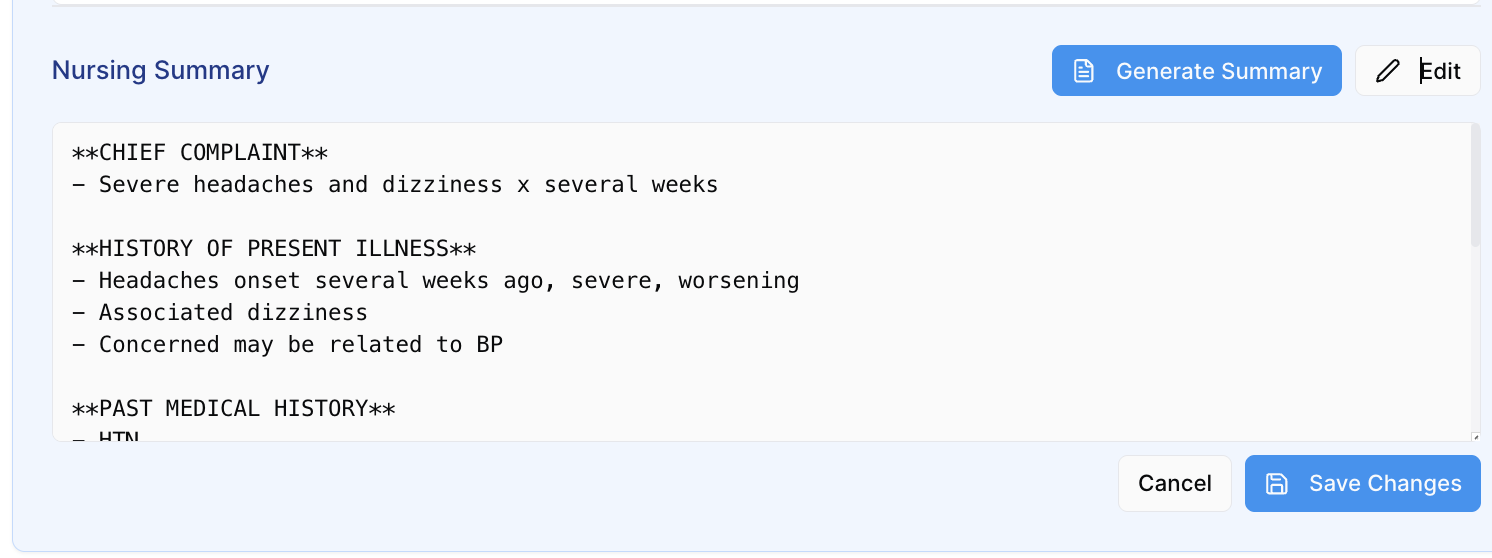 Nursing Summary
Generate Summary
Edit
**CHIEF COMPLAINT**
- Severe headaches and dizziness x several weeks
**HISTORY OF PRESENT ILLNESS**
- Headaches onset several weeks ago, severe, worsening
- Associated dizziness
- Concerned may be related to BP
**PAST MEDICAL HISTORY**
- HTN
Cancel
Save Changes